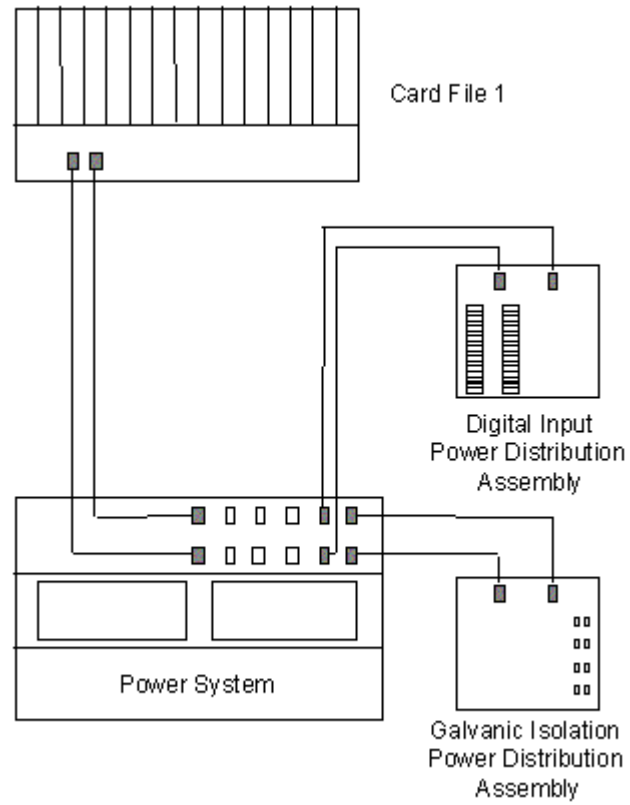 Card File 1
Digital Input
Power Distribution
Assembly
Power System
Galvanic Isolation
Power Distribution
Assembly